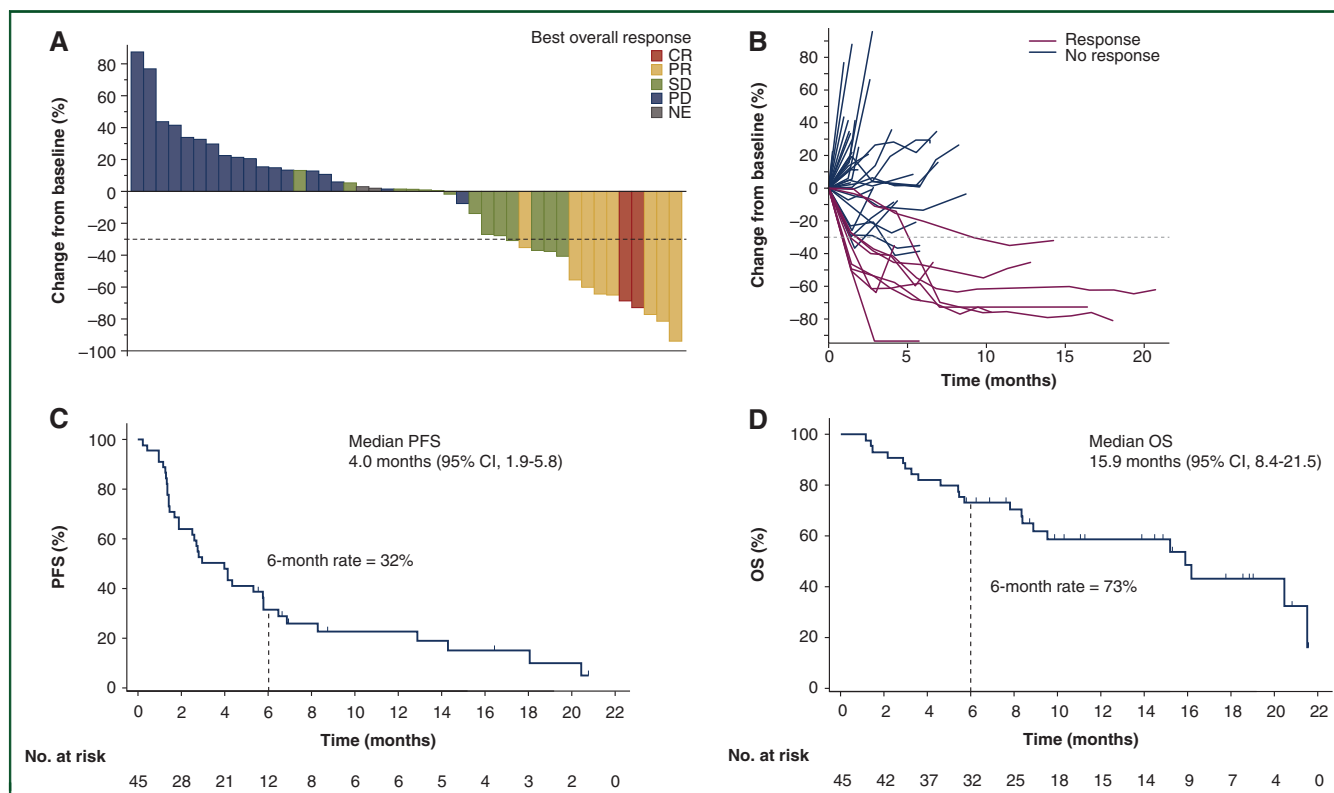 A
Best overall response
CR
PR
SD
PD
NE
Change from baseline (%)
80
60
40
20
0
−20
−40
−60
−80
−100
B
Response
No response
Change from baseline (%)
80
60
40
20
0
−20
−40
−60
−80
0 5 10 15 20
Time (months)
C
Median PFS
4.0 months (95% CI, 1.9-5.8)
6-month rate = 32%
PFS (%)
100
80
60
40
20
0
0 2 4 6 8 10 12 14 16 18 20 22
Time (months)
No. at risk
45 28 21 12 8 6 6 5 4 3 2 0
D
Median OS
15.9 months (95% CI, 8.4-21.5)
6-month rate = 73%
OS (%)
100
80
60
40
20
0
0 2 4 6 8 10 12 14 16 18 20 22
Time (months)
No. at risk
45 42 37 32 25 18 15 14 9 7 4 0